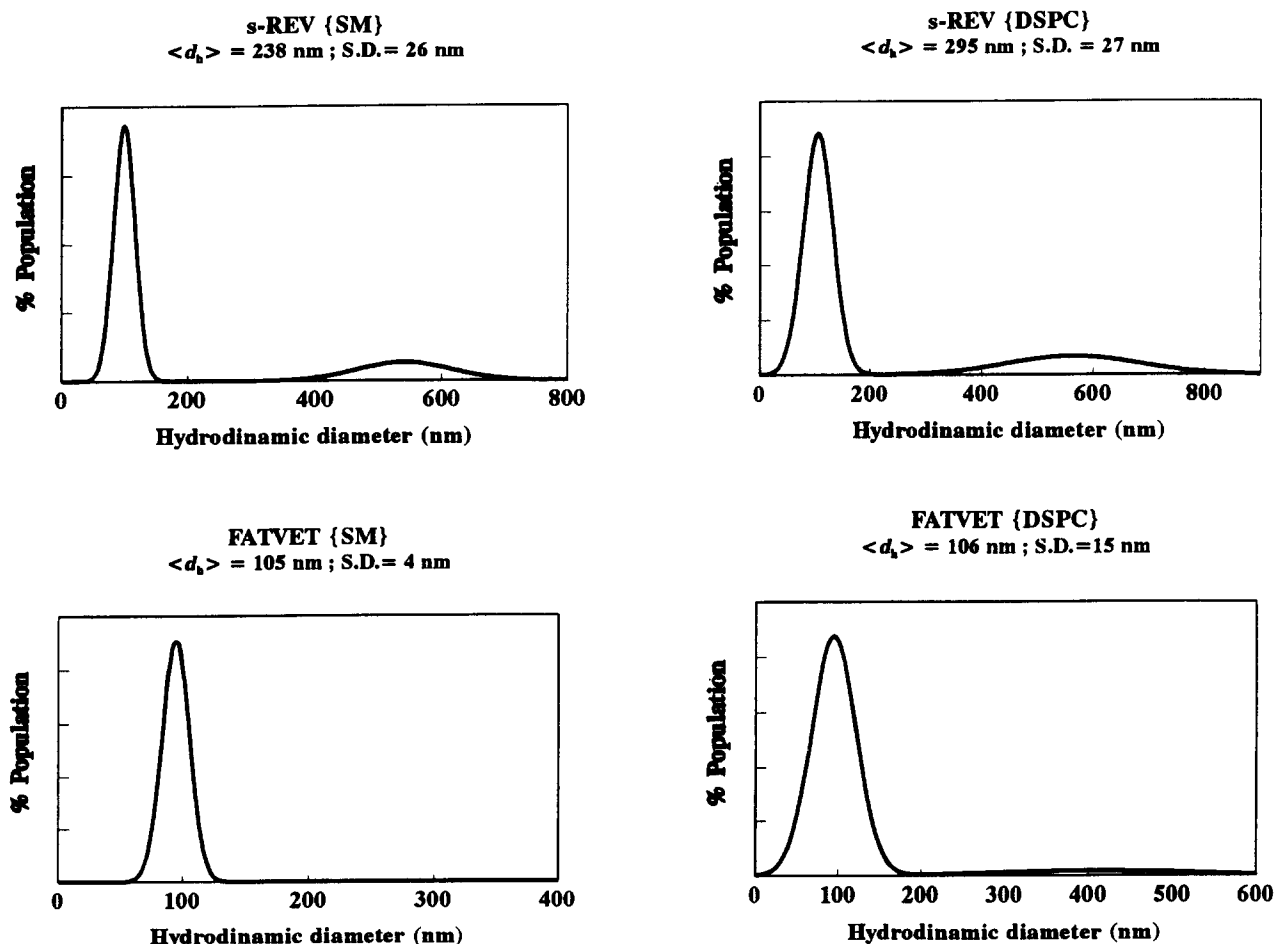 s-REV {SM}
<d_h> = 238 nm ; S.D.= 26 nm
% Population
0 200 400 600 800
Hydrodinamic diameter (nm)
s-REV {DSPC}
<d_h> = 295 nm ; S.D. = 27 nm
% Population
0 200 400 600 800
Hydrodinamic diameter (nm)
FATVET {SM}
<d_h> = 105 nm ; S.D.= 4 nm
% Population
0 100 200 300 400
Hydrodinamic diameter (nm)
FATVET {DSPC}
<d_h> = 106 nm ; S.D.=15 nm
% Population
0 100 200 300 400 500 600
Hydrodinamic diameter (nm)